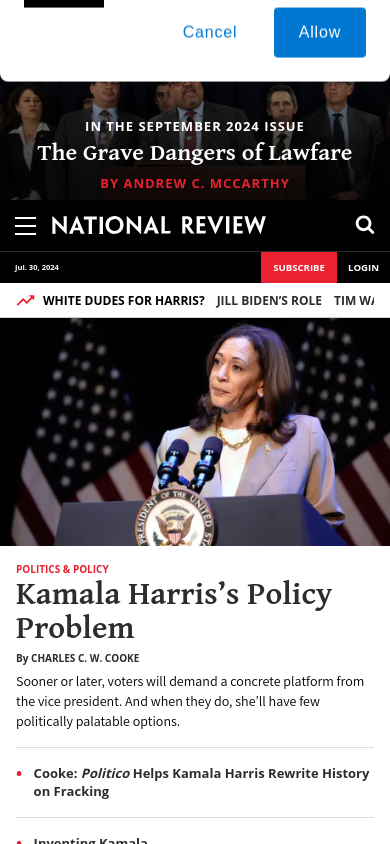 Cancel
Allow
IN THE SEPTEMBER 2024 ISSUE
The Grave Dangers of Lawfare
BY ANDREW C. MCCARTHY
NATIONAL REVIEW
Jul. 30, 2024
SUBSCRIBE
LOGIN
WHITE DUDES FOR HARRIS? JILL BIDEN'S ROLE TIM WA
PRESIDENT OF THE UNITED
POLITICS & POLICY
Kamala Harris's Policy
Problem
By CHARLES C. W. COOKE
Sooner or later, voters will demand a concrete platform from
the vice president. And when they do, she'll have few
politically palatable options.
• Cooke: Politico Helps Kamala Harris Rewrite History
on Fracking
• Inventing Kamala